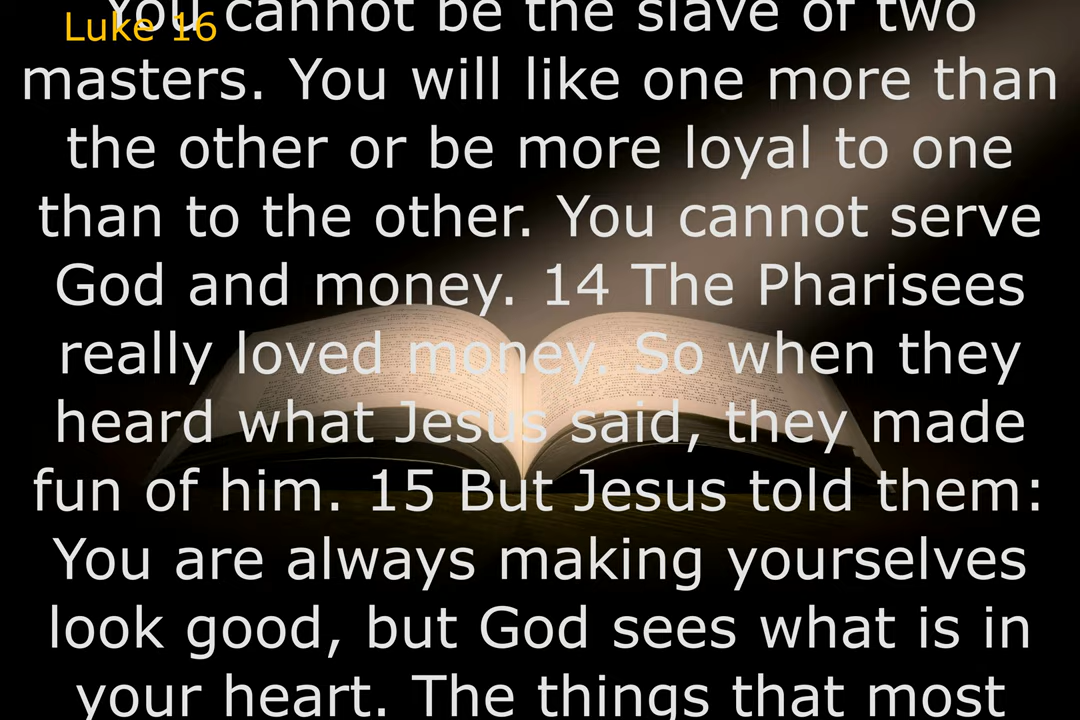 Luke 16
You cannot be the slave of two
masters. You will like one more than
the other or be more loyal to one
than to the other. You cannot serve
God and money. 14 The Pharisees
really loved money. So when they
heard what Jesus said, they made
fun of him. 15 But Jesus told them:
You are always making yourselves
look good, but God sees what is in
your heart. The things that most